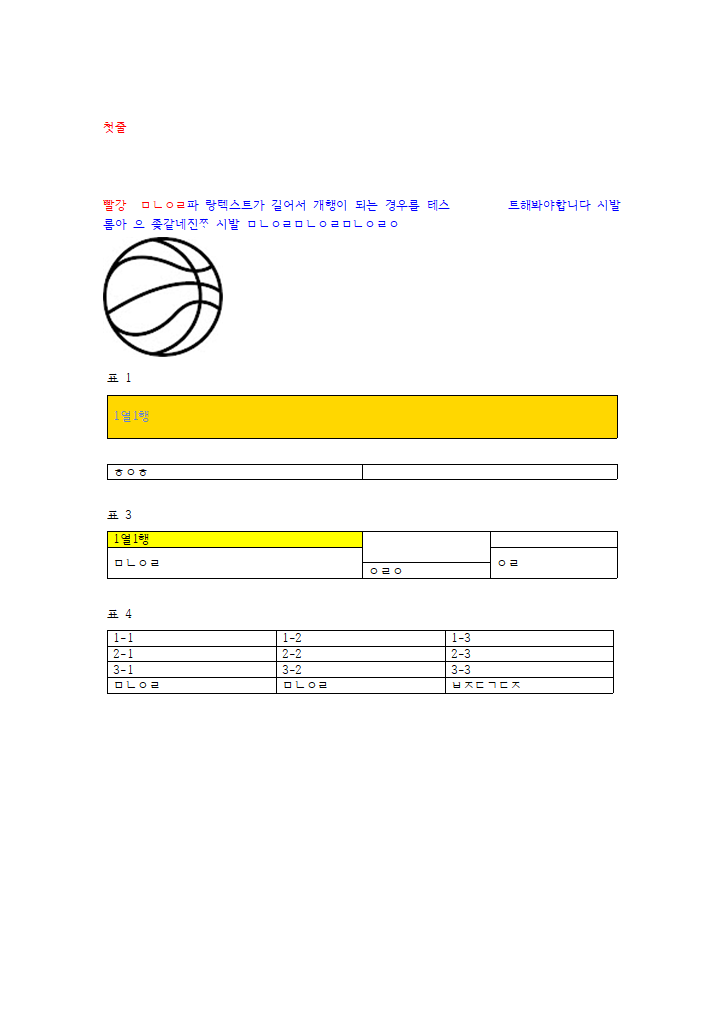 첫줄
빨강 ㅁㄴㅇㄹ파 랑텍스트가 길어서 개행이 되는 경우를 테스 트해봐야합니다 시발
롬아 으 좆같네진쯔 시발 ㅁㄴㅇㄹㅁㄴㅇㄹㅁㄴㅇㄹㅇ
표 1
1열1행
ㅎㅇㅎ
표 3
1열1행
ㅁㄴㅇㄹ ㅇㄹ
ㅇㄹㅇ
표 4
1-1 1-2 1-3
2-1 2-2 2-3
3-1 3-2 3-3
ㅁㄴㅇㄹ ㅁㄴㅇㄹ ㅂㅈㄷㄱㄷㅈ